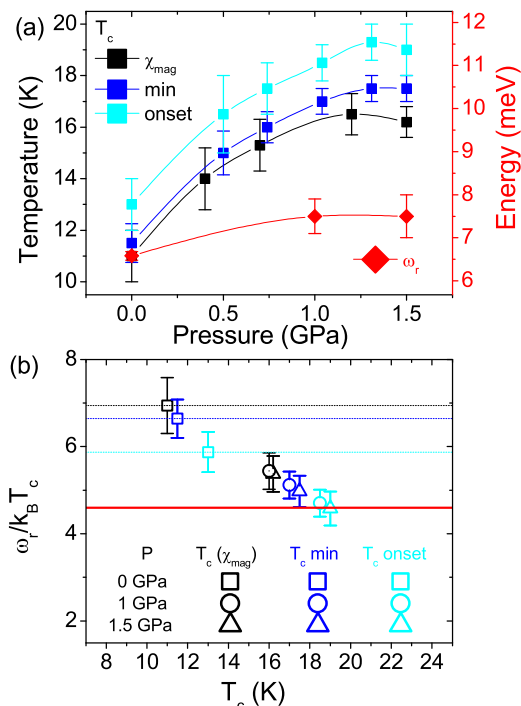 (a)
T_c
χ_mag
min
onset
20
18
16
14
12
10
Temperature (K)
12
11
10
9
8
7
6
Energy (meV)
ω_r
0.0 0.5 1.0 1.5
Pressure (GPa)
(b)
8
6
4
2
ω_r/k_BT_c
P T_c (χ_mag) T_c min T_c onset
0 GPa
1 GPa
1.5 GPa
8 10 12 14 16 18 20 22 24
T_c (K)